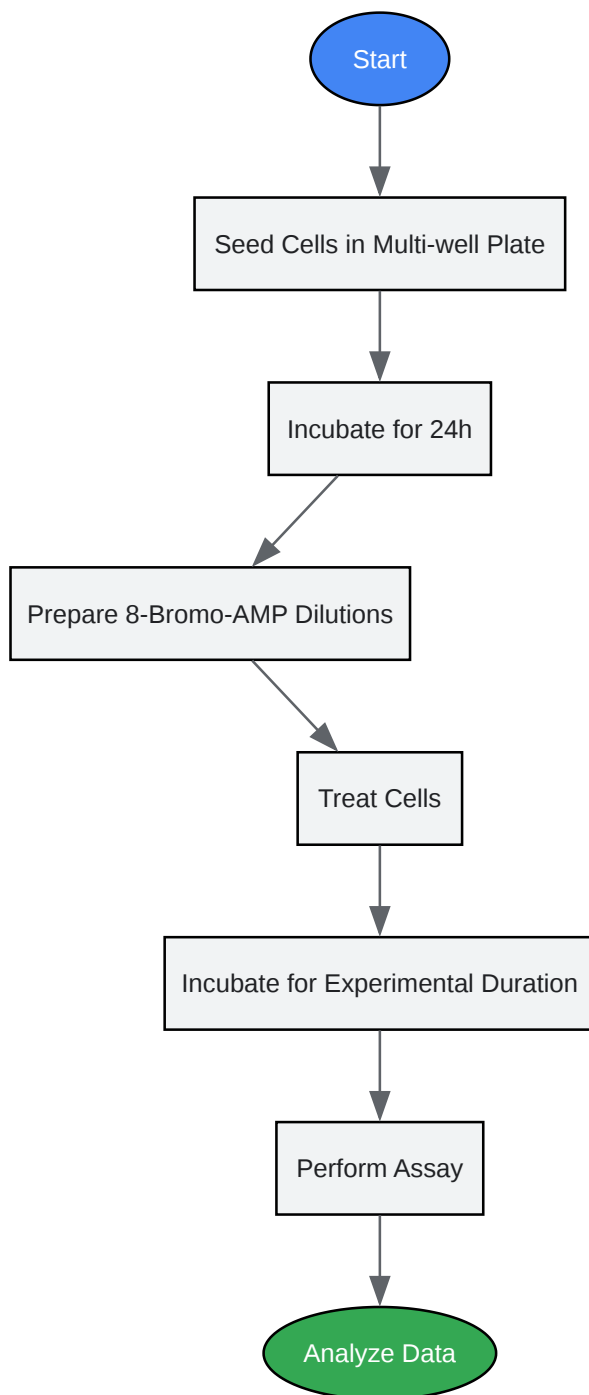 Start
Seed Cells in Multi-well Plate
Incubate for 24h
Prepare 8-Bromo-AMP Dilutions
Treat Cells
Incubate for Experimental Duration
Perform Assay
Analyze Data